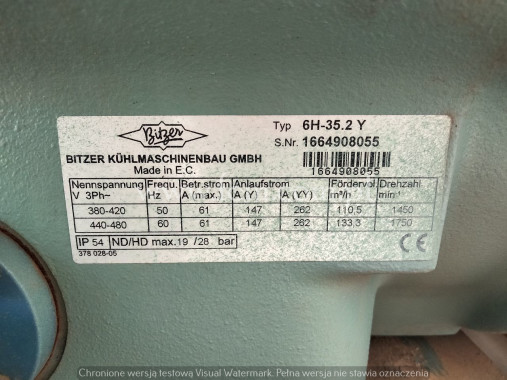 Bitzer
Typ 6H-35.2 Y
S.Nr. 1664908055
1664908055
BITZER KÜHLMASCHINENBAU GMBH
Made in E.C.
Nennspannung Frequ. Betr.strom Anlaufstrom Fördervol. Drehzahl
V 3Ph~ Hz A (max.) A (Y) A (YY) m³/h min⁻¹
380-420 50 61 147 262 110,5 1450
440-480 60 61 147 262 133,3 1750
IP 54 ND/HD max.19 /28 bar
CE
378 028-05
Chronione wersją testową Visual Watermark. Pełna wersja nie stawia oznaczenia.